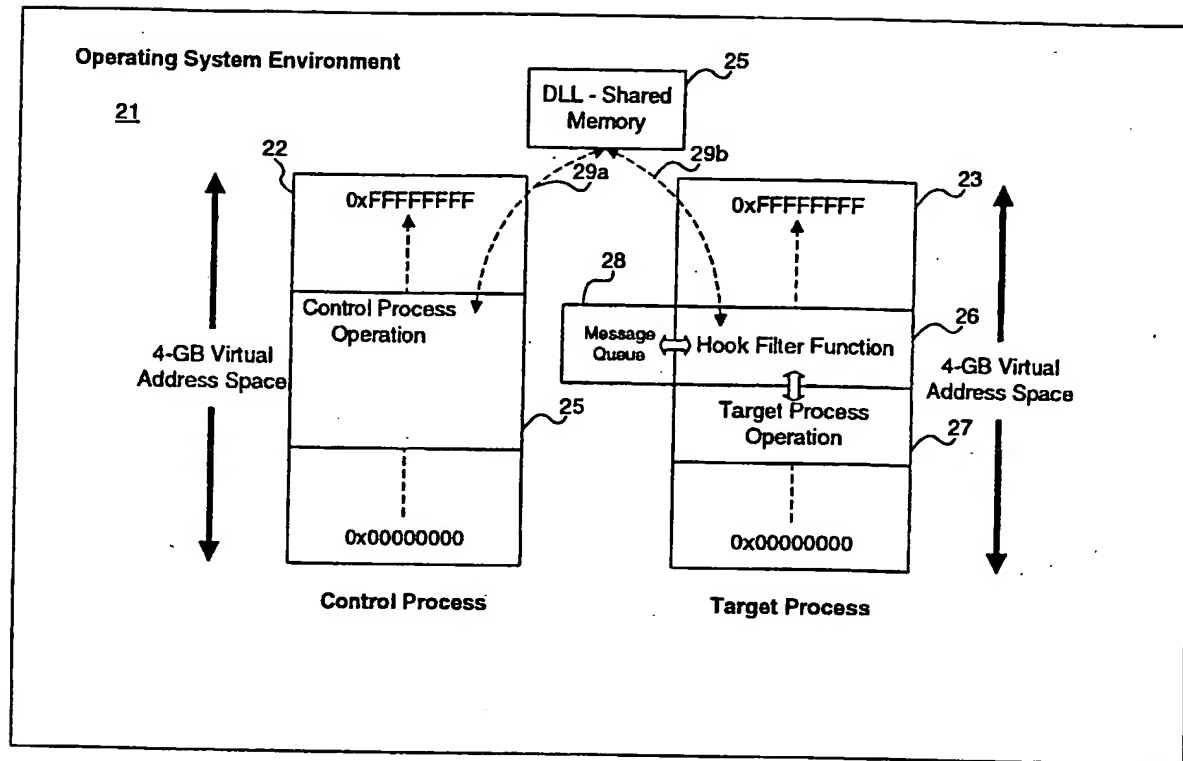 Operating System Environment
21
25
DLL - Shared
Memory
22
29a
29b
23
0xFFFFFFFF
0xFFFFFFFF
28
Control Process
Operation
Message
Queue
Hook Filter Function
26
4-GB Virtual
Address Space
4-GB Virtual
Address Space
25
Target Process
Operation
27
0x00000000
0x00000000
Control Process
Target Process